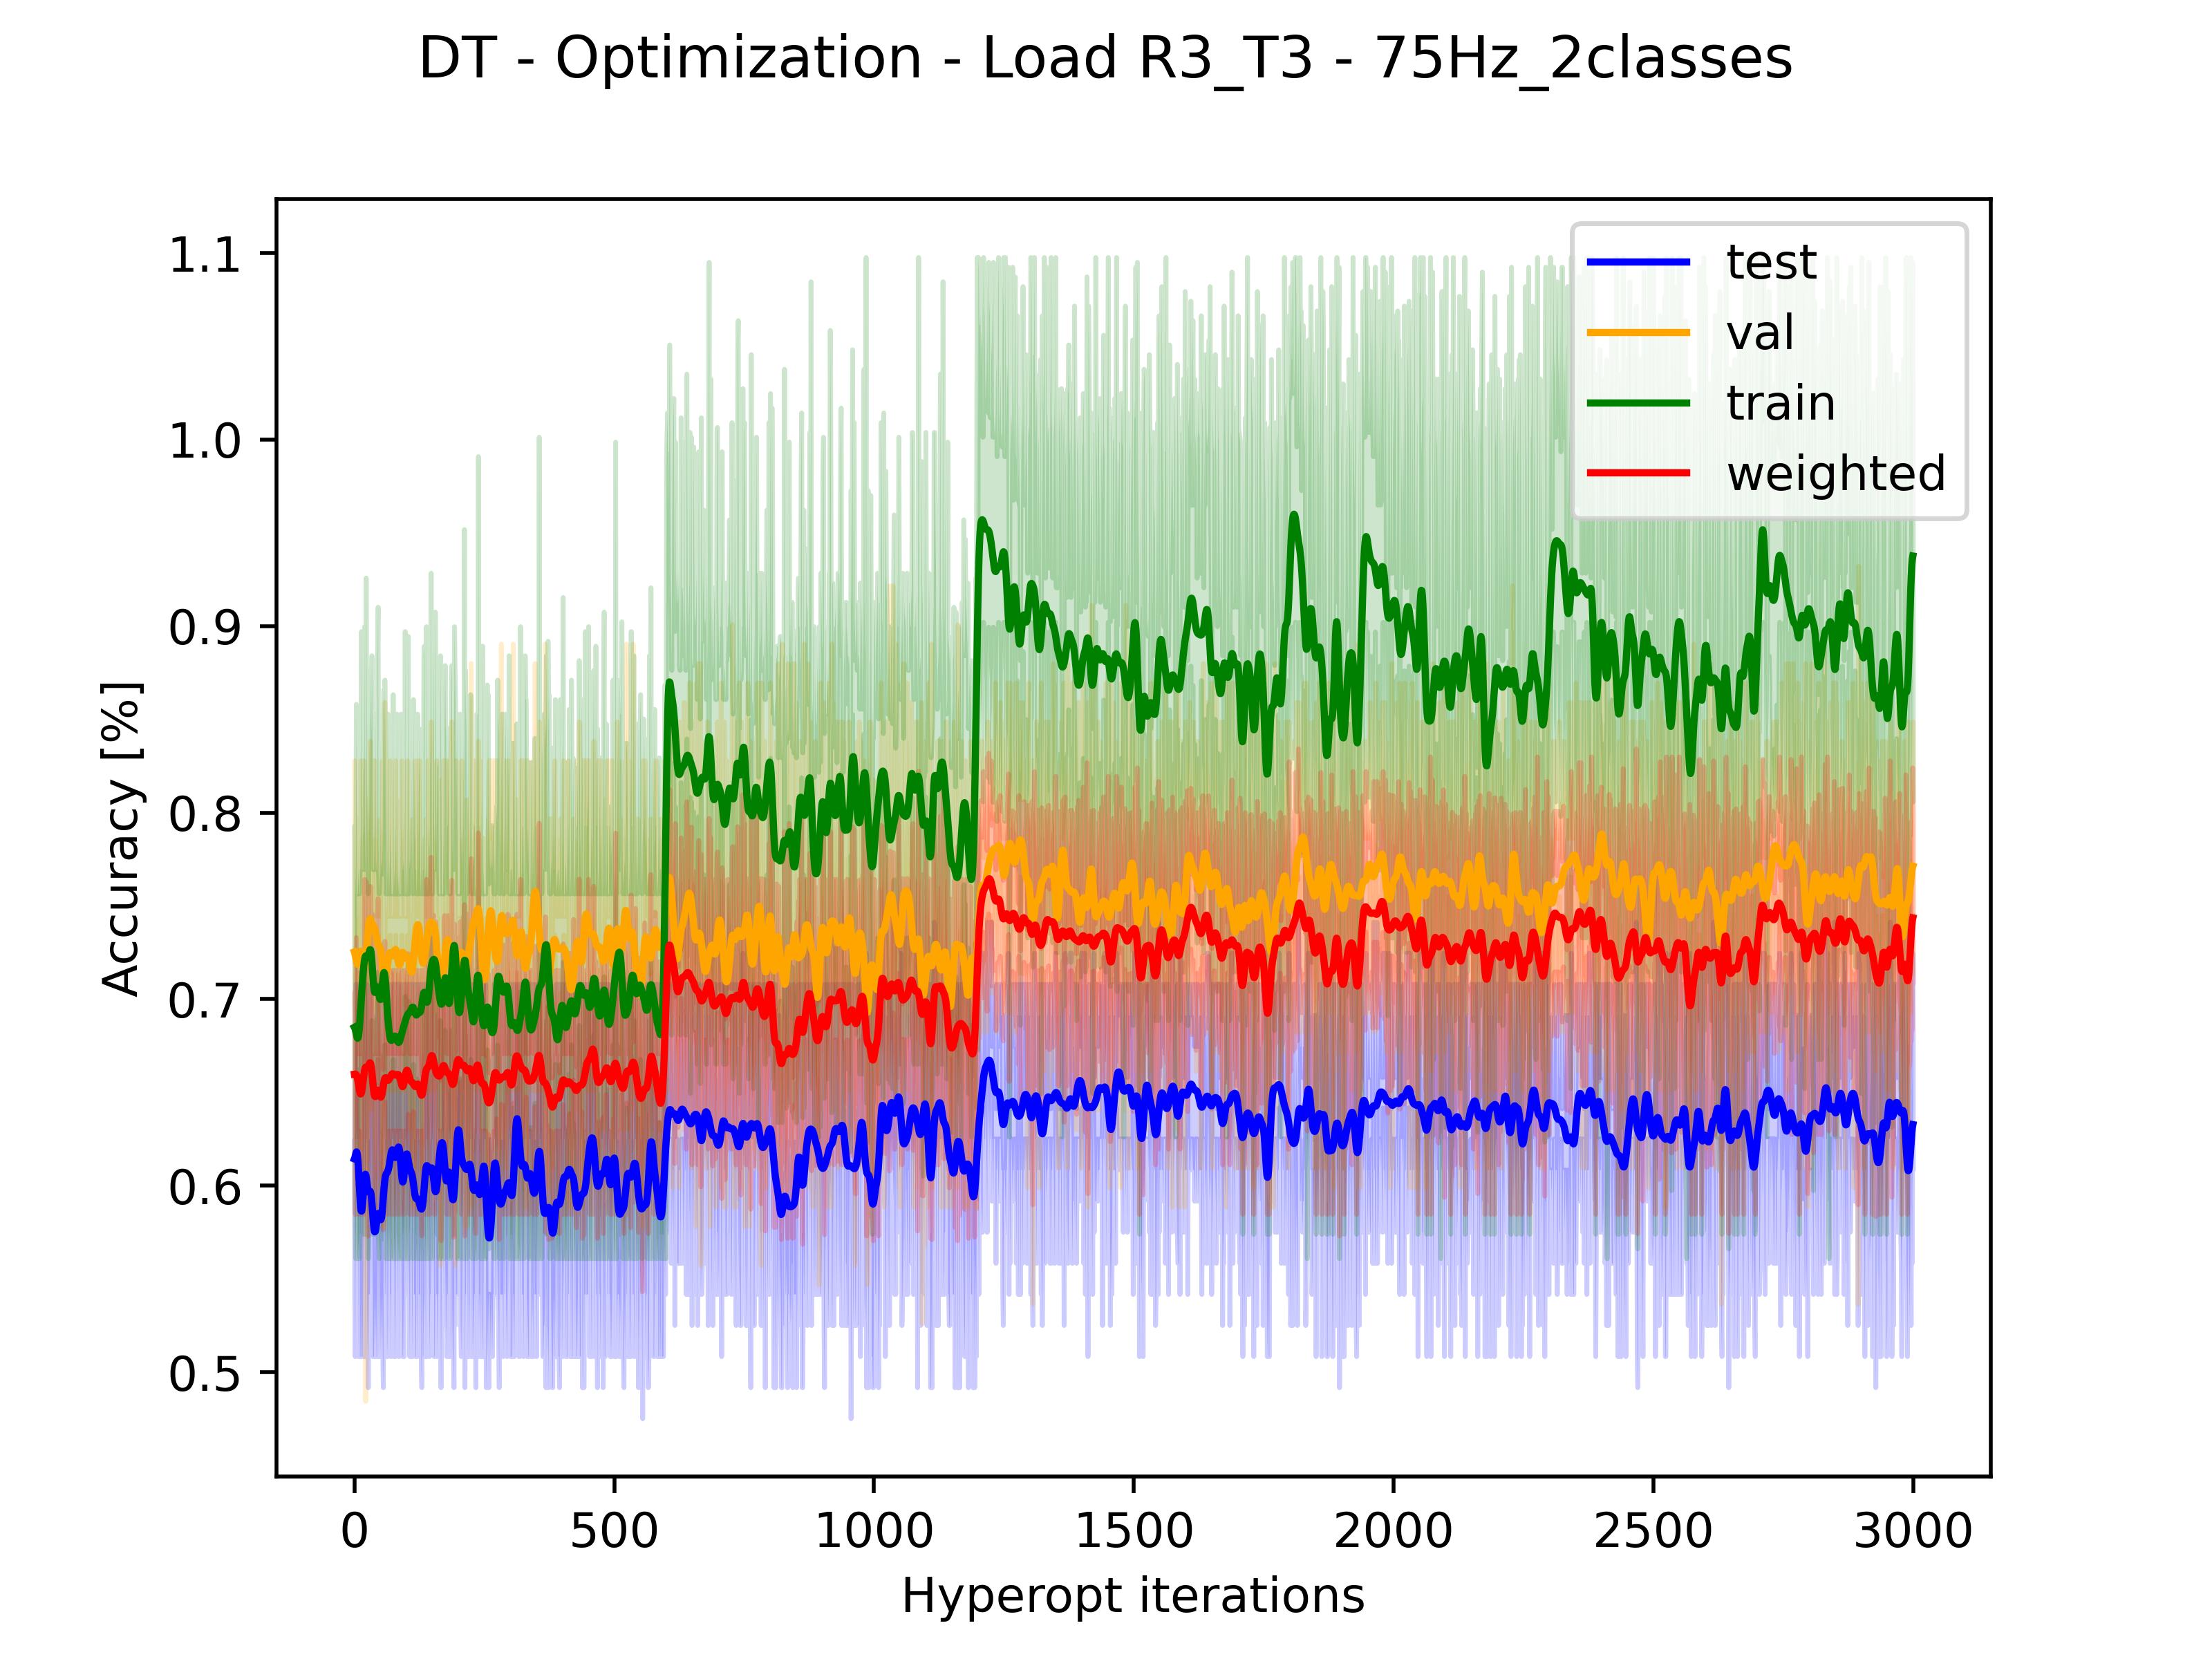 DT - Optimization - Load R3_T3 - 75Hz_2classes
1.1
1.0
0.9
0.8
0.7
0.6
0.5
Accuracy [%]
test
val
train
weighted
0 500 1000 1500 2000 2500 3000
Hyperopt iterations